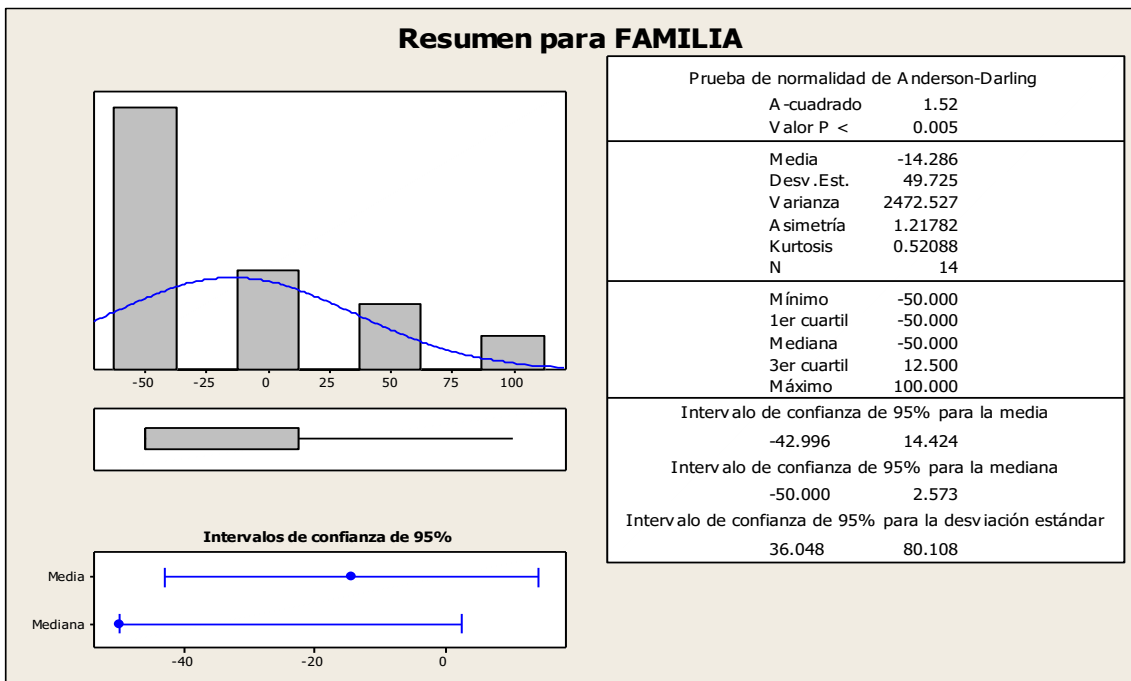 Resumen para FAMILIA
-50 -25 0 25 50 75 100
Intervalos de confianza de 95%
Media
Mediana
-40 -20 0
Prueba de normalidad de Anderson-Darling
A-cuadrado 1.52
Valor P < 0.005
Media -14.286
Desv.Est. 49.725
Varianza 2472.527
Asimetría 1.21782
Kurtosis 0.52088
N 14
Mínimo -50.000
1er cuartil -50.000
Mediana -50.000
3er cuartil 12.500
Máximo 100.000
Intervalo de confianza de 95% para la media
-42.996 14.424
Intervalo de confianza de 95% para la mediana
-50.000 2.573
Intervalo de confianza de 95% para la desviación estándar
36.048 80.108